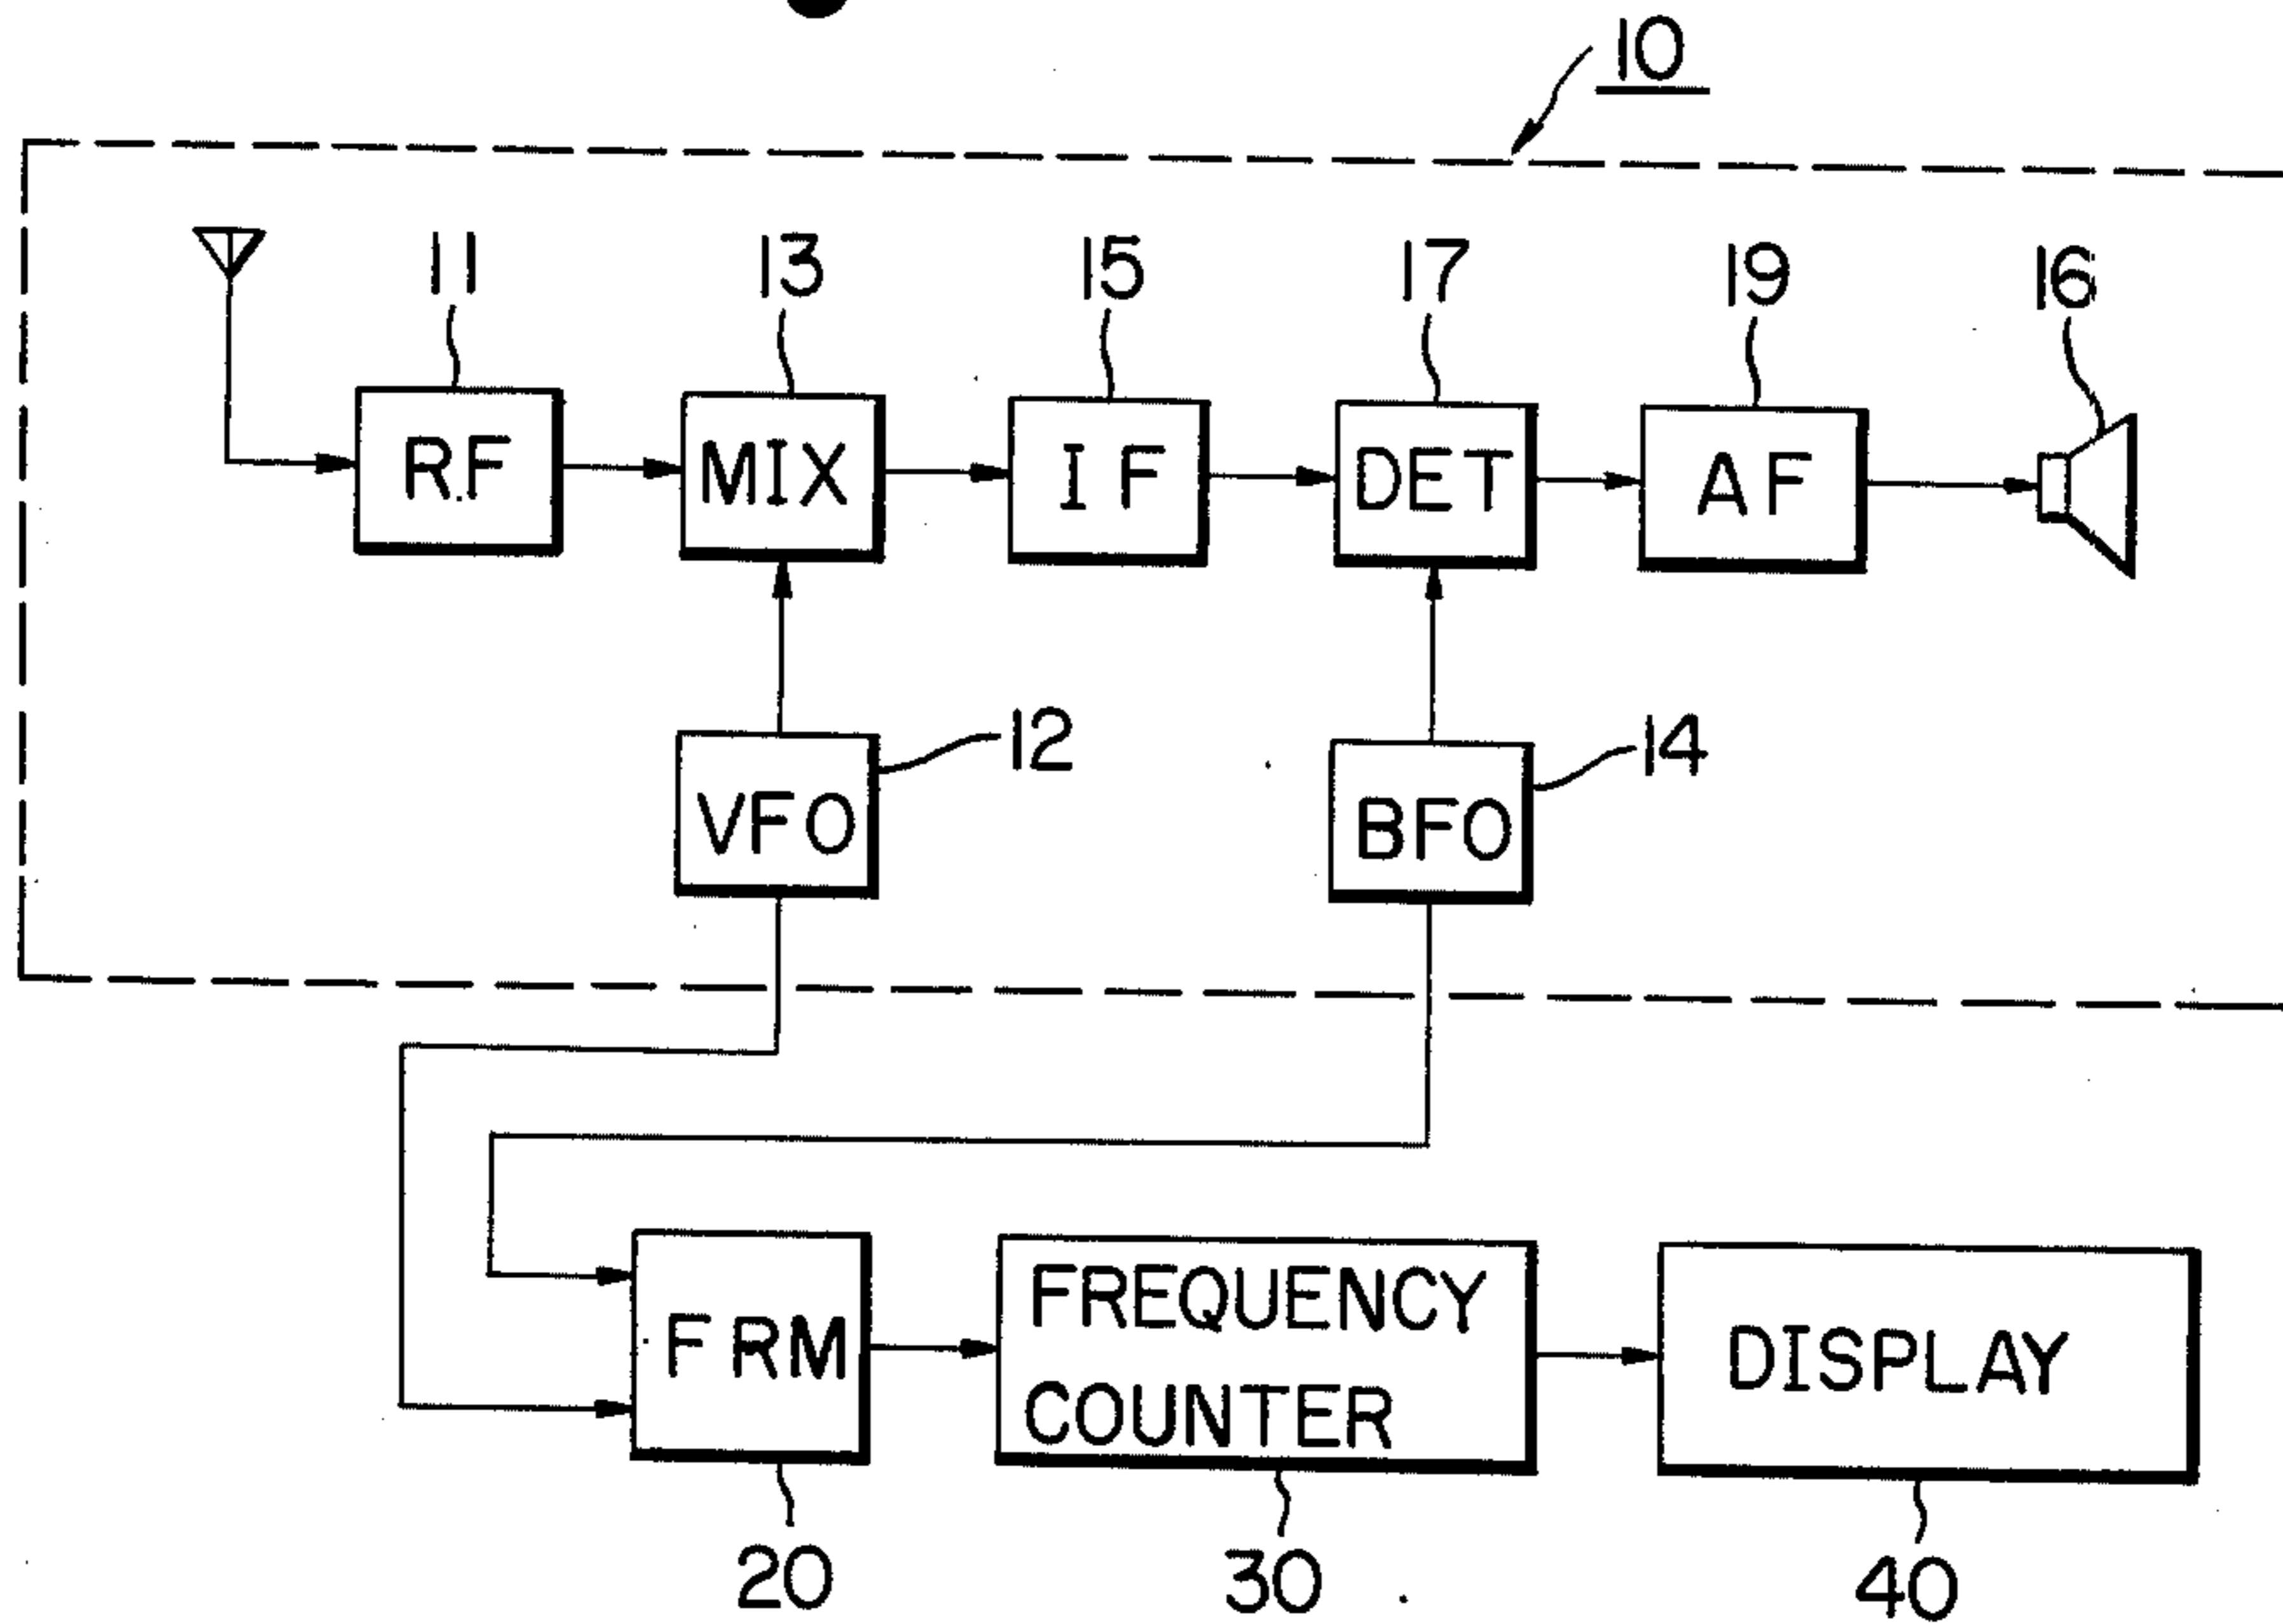 10
11
13
15
17
19
16
RF
MIX
IF
DET
AF
12
14
VFO
BFO
FRM
FREQUENCY
COUNTER
DISPLAY
20
30
40